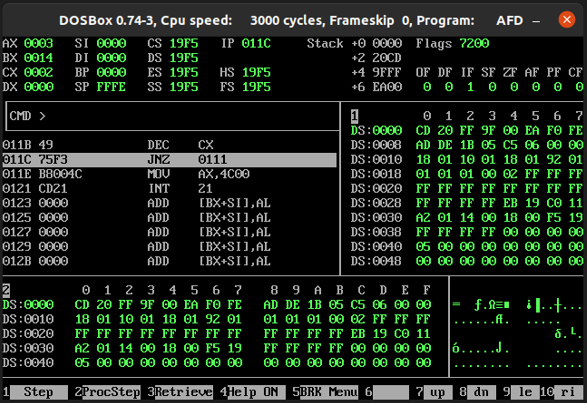 DOSBox 0.74-3, Cpu speed: 3000 cycles, Frameskip 0, Program: AFD
AX 0003 SI 0000 CS 19F5 IP 011C Stack +0 0000 Flags 7200
BX 0014 DI 0000 DS 19F5 +2 20CD
CX 0002 BP 0000 ES 19F5 HS 19F5 +4 9FFF OF DF IF SF ZF AF PF CF
DX 0000 SP FFFE SS 19F5 FS 19F5 +6 EA00 0 0 1 0 0 0 0 0
CMD >
011B 49 DEC CX
011C 75F3 JNZ 0111
011E B8004C MOV AX,4C00
0121 CD21 INT 21
0123 0000 ADD [BX+SI],AL
0125 0000 ADD [BX+SI],AL
0127 0000 ADD [BX+SI],AL
0129 0000 ADD [BX+SI],AL
012B 0000 ADD [BX+SI],AL
1 0 1 2 3 4 5 6 7
DS:0000 CD 20 FF 9F 00 EA F0 FE
DS:0008 AD DE 1B 05 C5 06 00 00
DS:0010 18 01 10 01 18 01 92 01
DS:0018 01 01 01 00 02 FF FF FF
DS:0020 FF FF FF FF FF FF FF FF
DS:0028 FF FF FF FF EB 19 C0 11
DS:0030 A2 01 14 00 18 00 F5 19
DS:0038 FF FF FF FF 00 00 00 00
DS:0040 05 00 00 00 00 00 00 00
DS:0048 00 00 00 00 00 00 00 00
2 0 1 2 3 4 5 6 7 8 9 A B C D E F
DS:0000 CD 20 FF 9F 00 EA F0 FE AD DE 1B 05 C5 06 00 00
DS:0010 18 01 10 01 18 01 92 01 01 01 01 00 02 FF FF FF
DS:0020 FF FF FF FF FF FF FF FF FF FF FF FF EB 19 C0 11
DS:0030 A2 01 14 00 18 00 F5 19 FF FF FF FF 00 00 00 00
DS:0040 05 00 00 00 00 00 00 00 00 00 00 00 00 00 00 00
1 Step 2 ProcStep 3 Retrieve 4 Help ON 5 BRK Menu 6 7 up 8 dn 9 le 10 ri